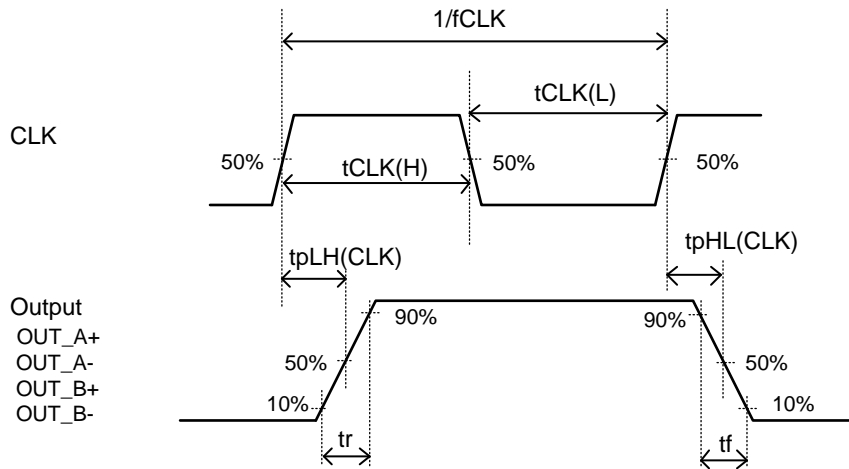 1/fCLK
tCLK(L)
CLK
50%
tCLK(H)
50%
50%
tpLH(CLK)
tpHL(CLK)
Output
OUT_A+
OUT_A-
OUT_B+
OUT_B-
90%
90%
50%
50%
10%
10%
tr
tf